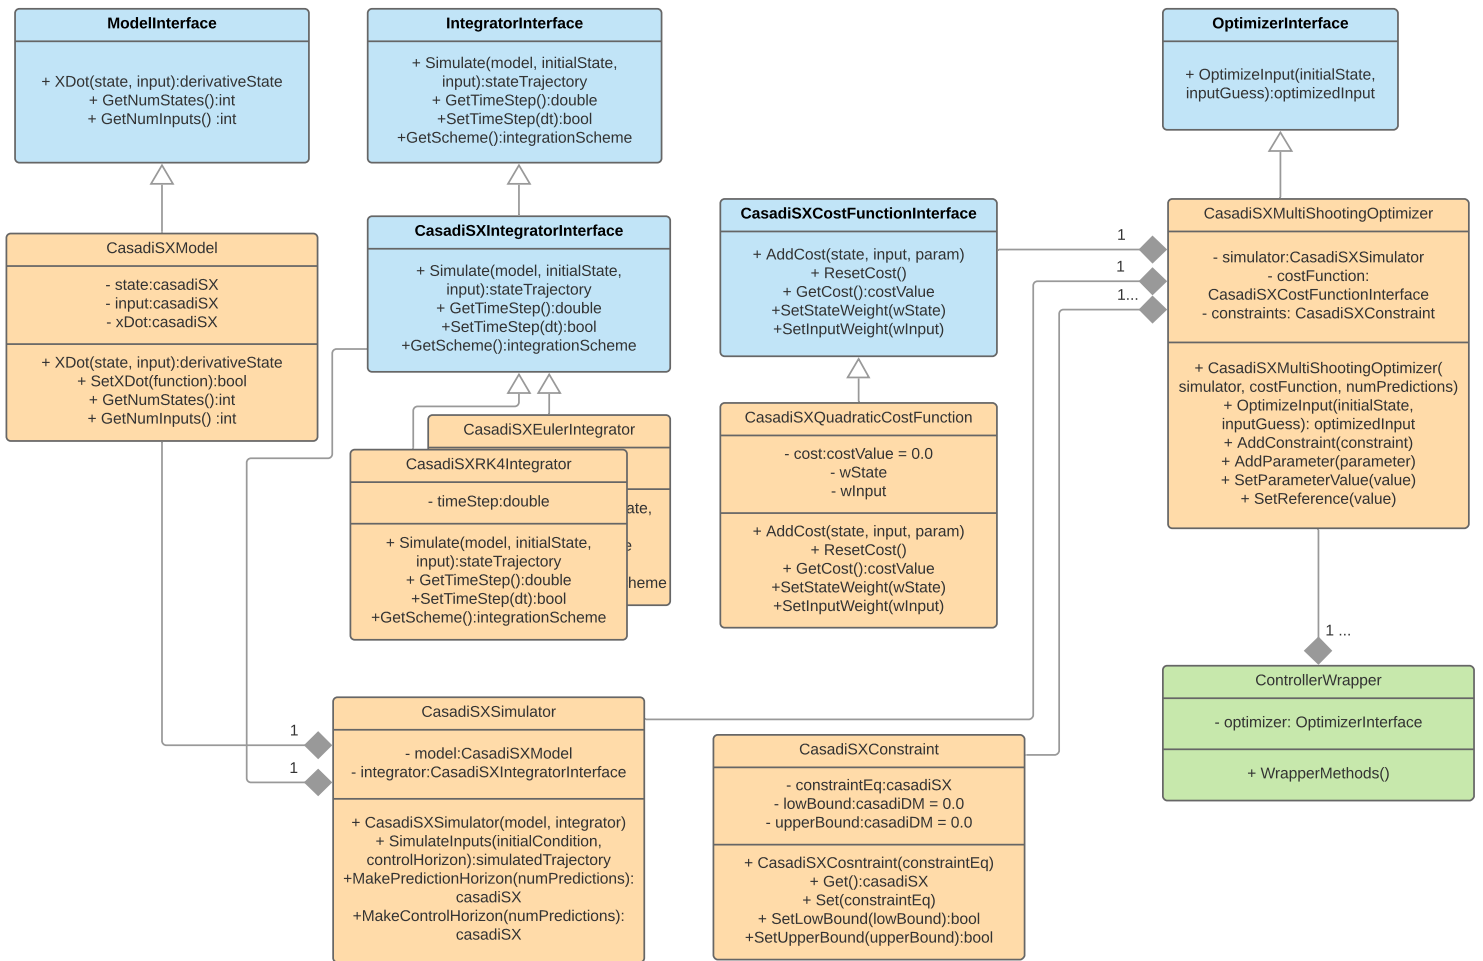 ModelInterface
+ XDot(state, input):derivativeState
+ GetNumStates():int
+ GetNumInputs() :int
IntegratorInterface
+ Simulate(model, initialState,
input):stateTrajectory
+ GetTimeStep():double
+SetTimeStep(dt):bool
+GetScheme():integrationScheme
OptimizerInterface
+ OptimizeInput(initialState,
inputGuess):optimizedInput
CasadiSXModel
- state:casadiSX
- input:casadiSX
- xDot:casadiSX
+ XDot(state, input):derivativeState
+ SetXDot(function):bool
+ GetNumStates():int
+ GetNumInputs() :int
CasadiSXIntegratorInterface
+ Simulate(model, initialState,
input):stateTrajectory
+ GetTimeStep():double
+SetTimeStep(dt):bool
+GetScheme():integrationScheme
CasadiSXCostFunctionInterface
+ AddCost(state, input, param)
+ ResetCost()
+ GetCost():costValue
+SetStateWeight(wState)
+SetInputWeight(wInput)
1
1
1...
CasadiSXMultiShootingOptimizer
- simulator:CasadiSXSimulator
- costFunction:
CasadiSXCostFunctionInterface
- constraints: CasadiSXConstraint
+ CasadiSXMultiShootingOptimizer(
simulator, costFunction, numPredictions)
+ OptimizeInput(initialState,
inputGuess): optimizedInput
+ AddConstraint(constraint)
+ AddParameter(parameter)
+ SetParameterValue(value)
+ SetReference(value)
CasadiSXEulerIntegrator
ate,
e
heme
CasadiSXRK4Integrator
- timeStep:double
+ Simulate(model, initialState,
input):stateTrajectory
+ GetTimeStep():double
+SetTimeStep(dt):bool
+GetScheme():integrationScheme
CasadiSXQuadraticCostFunction
- cost:costValue = 0.0
- wState
- wInput
+ AddCost(state, input, param)
+ ResetCost()
+ GetCost():costValue
+SetStateWeight(wState)
+SetInputWeight(wInput)
1 ...
ControllerWrapper
- optimizer: OptimizerInterface
+ WrapperMethods()
1
1
CasadiSXSimulator
- model:CasadiSXModel
- integrator:CasadiSXIntegratorInterface
+ CasadiSXSimulator(model, integrator)
+ SimulateInputs(initialCondition,
controlHorizon):simulatedTrajectory
+MakePredictionHorizon(numPredictions):
casadiSX
+MakeControlHorizon(numPredictions):
casadiSX
CasadiSXConstraint
- constraintEq:casadiSX
- lowBound:casadiDM = 0.0
- upperBound:casadiDM = 0.0
+ CasadiSXCosntraint(constraintEq)
+ Get():casadiSX
+ Set(constraintEq)
+ SetLowBound(lowBound):bool
+SetUpperBound(upperBound):bool